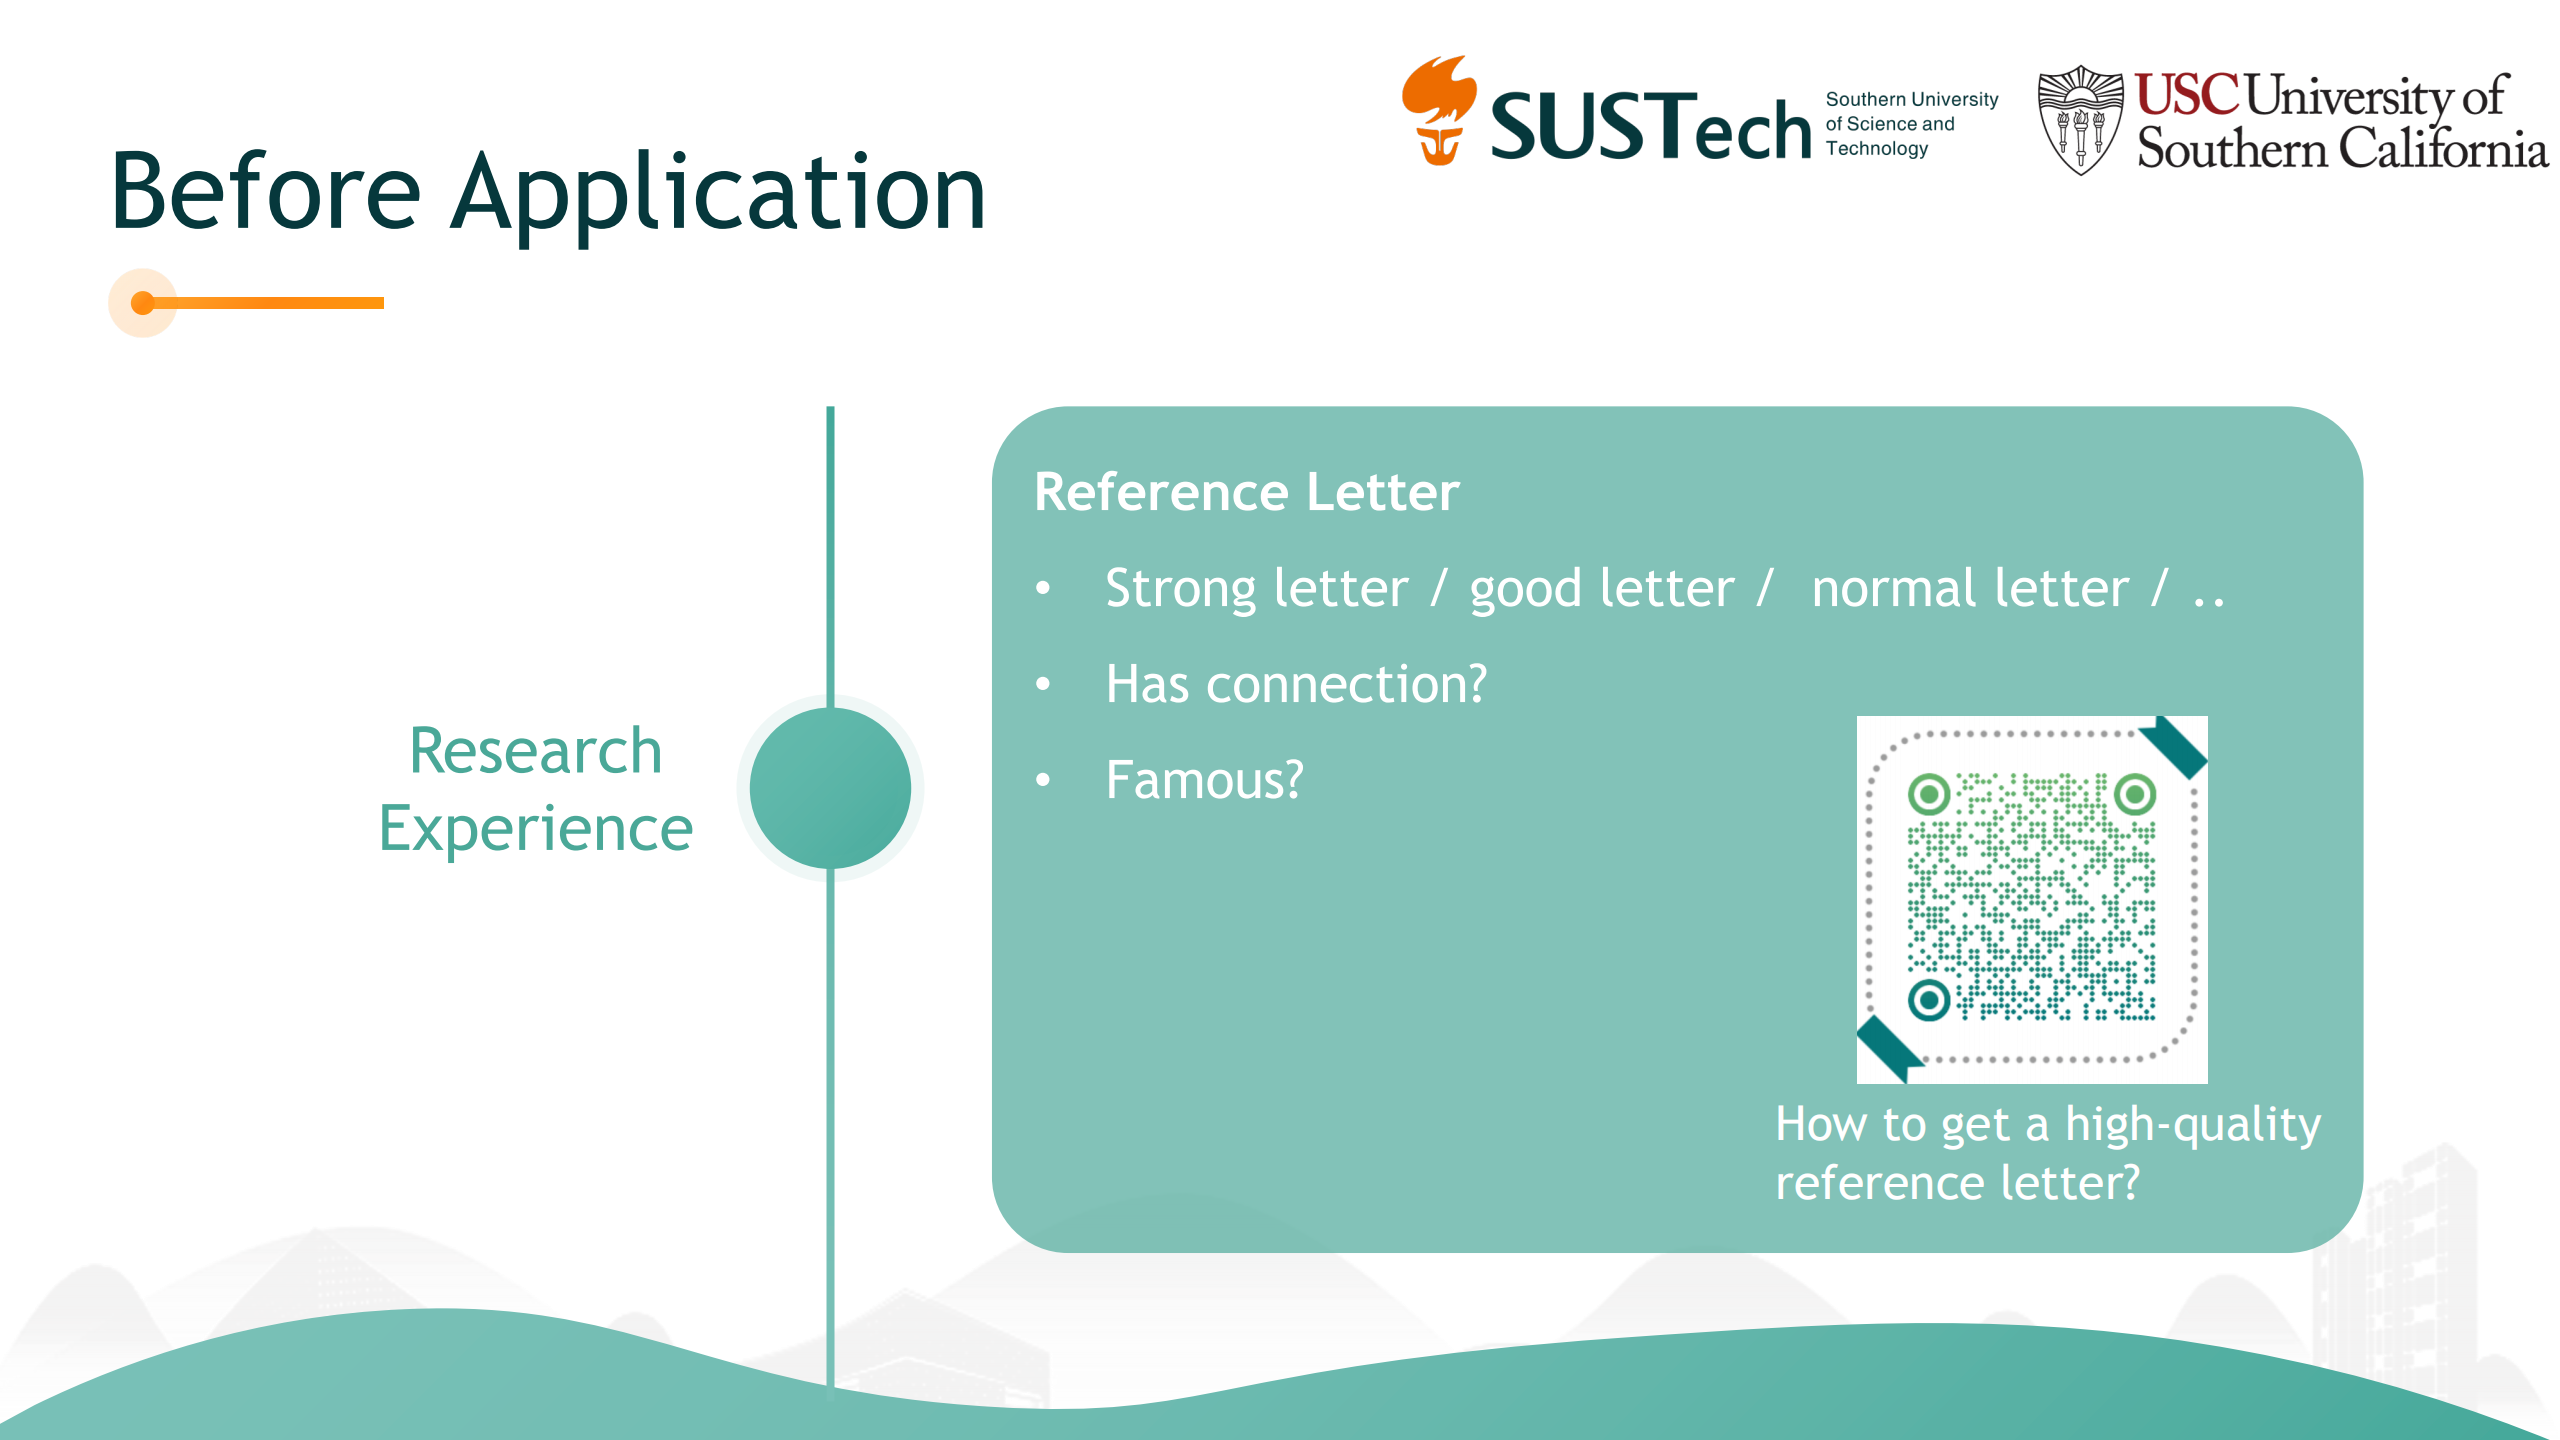 SUSTech
Southern University
of Science and
Technology
USC University of
Southern California
Before Application
Research
Experience
Reference Letter
• Strong letter / good letter /  normal letter / ..
• Has connection?
• Famous?
How to get a high-quality
reference letter?